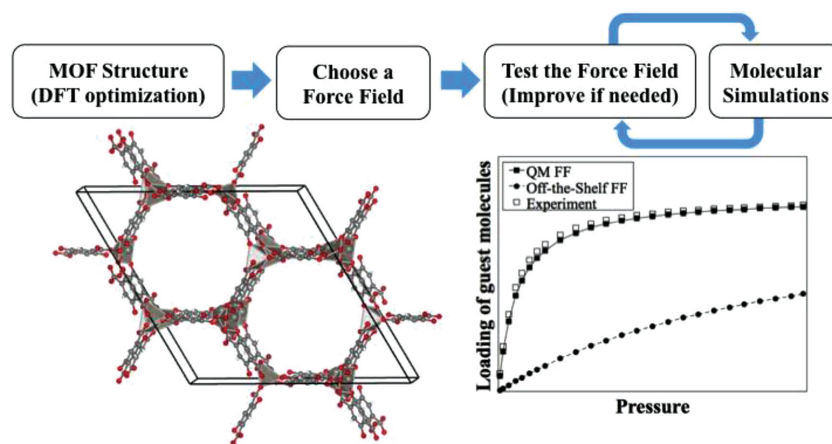 MOF Structure
(DFT optimization)
Choose a
Force Field
Test the Force Field
(Improve if needed)
Molecular
Simulations
QM FF
Off-the-Shelf FF
Experiment
Loading of guest molecules
Pressure